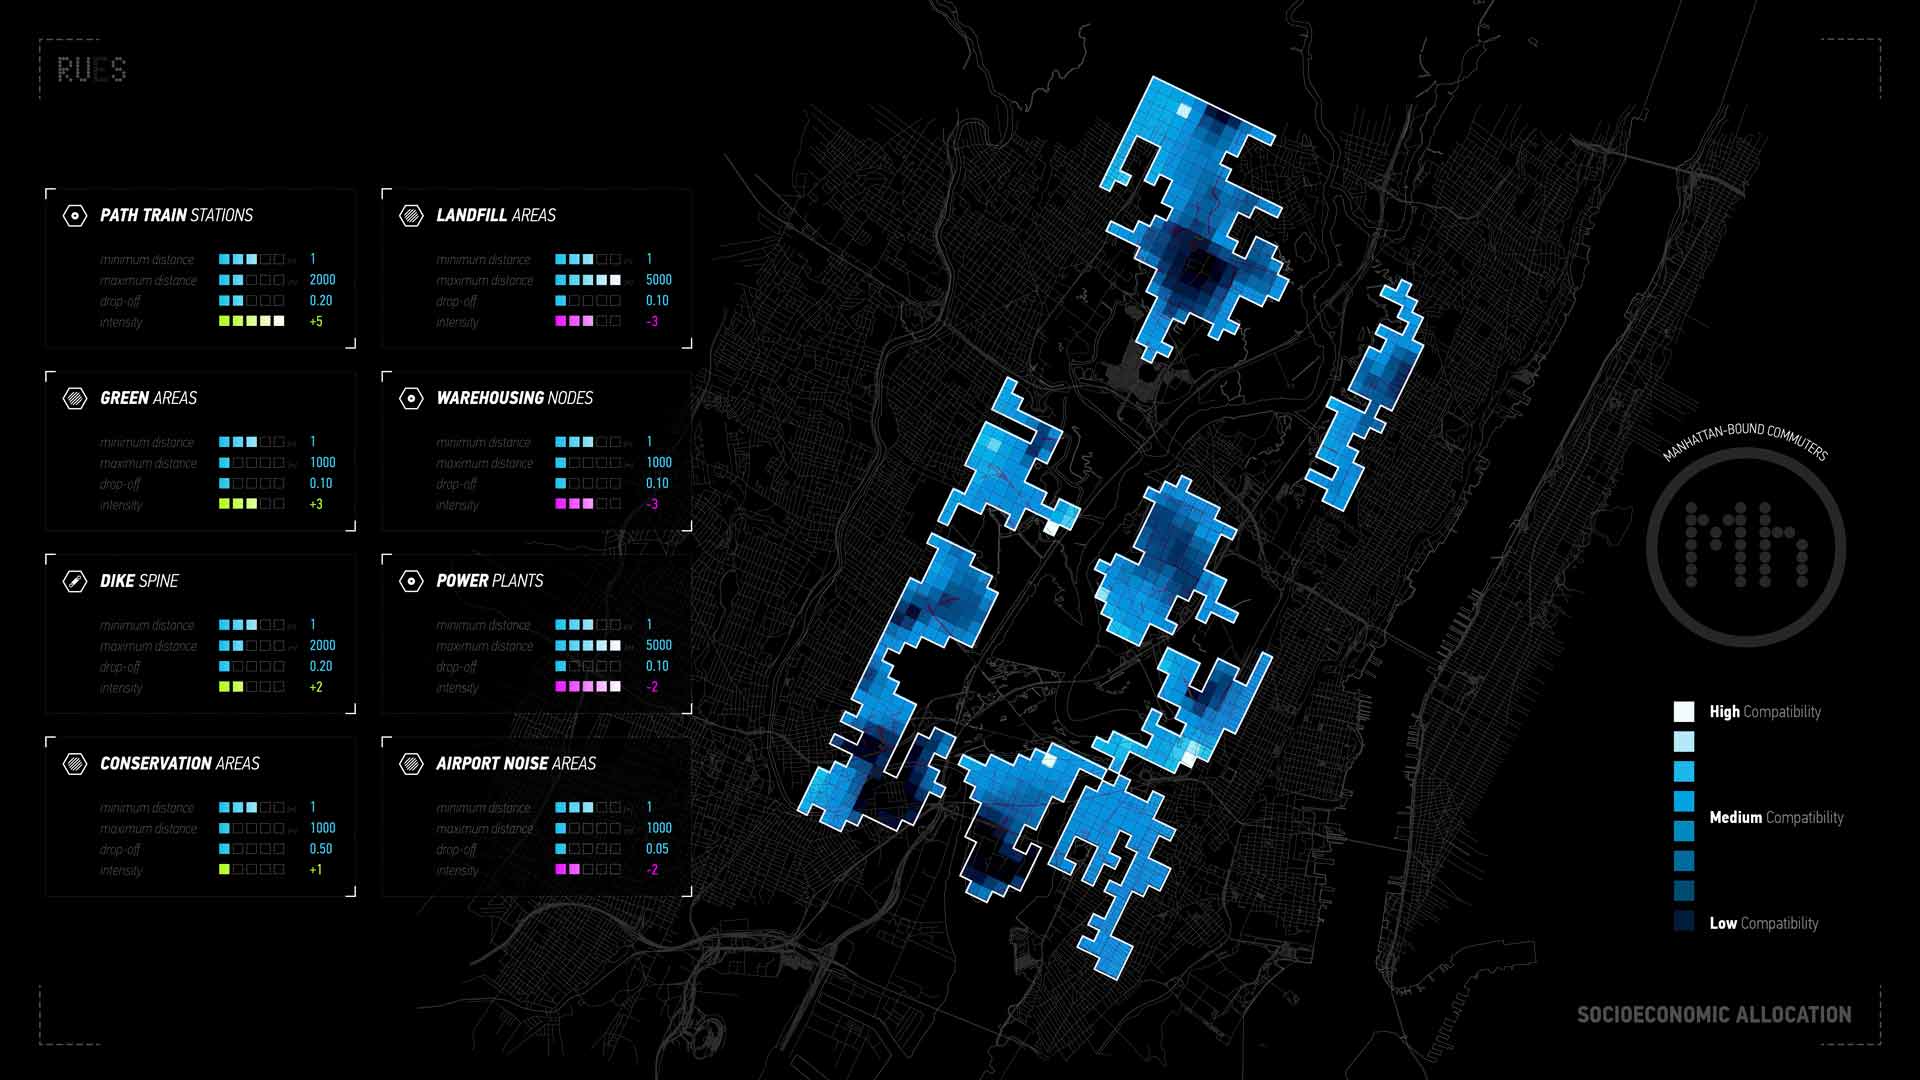 RUES
PATH TRAIN STATIONS
minimum distance 1
maximum distance 2000
drop-off 0.20
intensity +5
LANDFILL AREAS
minimum distance 1
maximum distance 5000
drop-off 0.10
intensity -3
GREEN AREAS
minimum distance 1
maximum distance 1000
drop-off 0.10
intensity +3
WAREHOUSING NODES
minimum distance 1
maximum distance 1000
drop-off 0.10
intensity -3
DIKE SPINE
minimum distance 1
maximum distance 2000
drop-off 0.20
intensity +2
POWER PLANTS
minimum distance 1
maximum distance 5000
drop-off 0.10
intensity -2
CONSERVATION AREAS
minimum distance 1
maximum distance 1000
drop-off 0.50
intensity +1
AIRPORT NOISE AREAS
minimum distance 1
maximum distance 1000
drop-off 0.05
intensity -2
MANHATTAN-BOUND COMMUTERS
Mh
High Compatibility
Medium Compatibility
Low Compatibility
SOCIOECONOMIC ALLOCATION